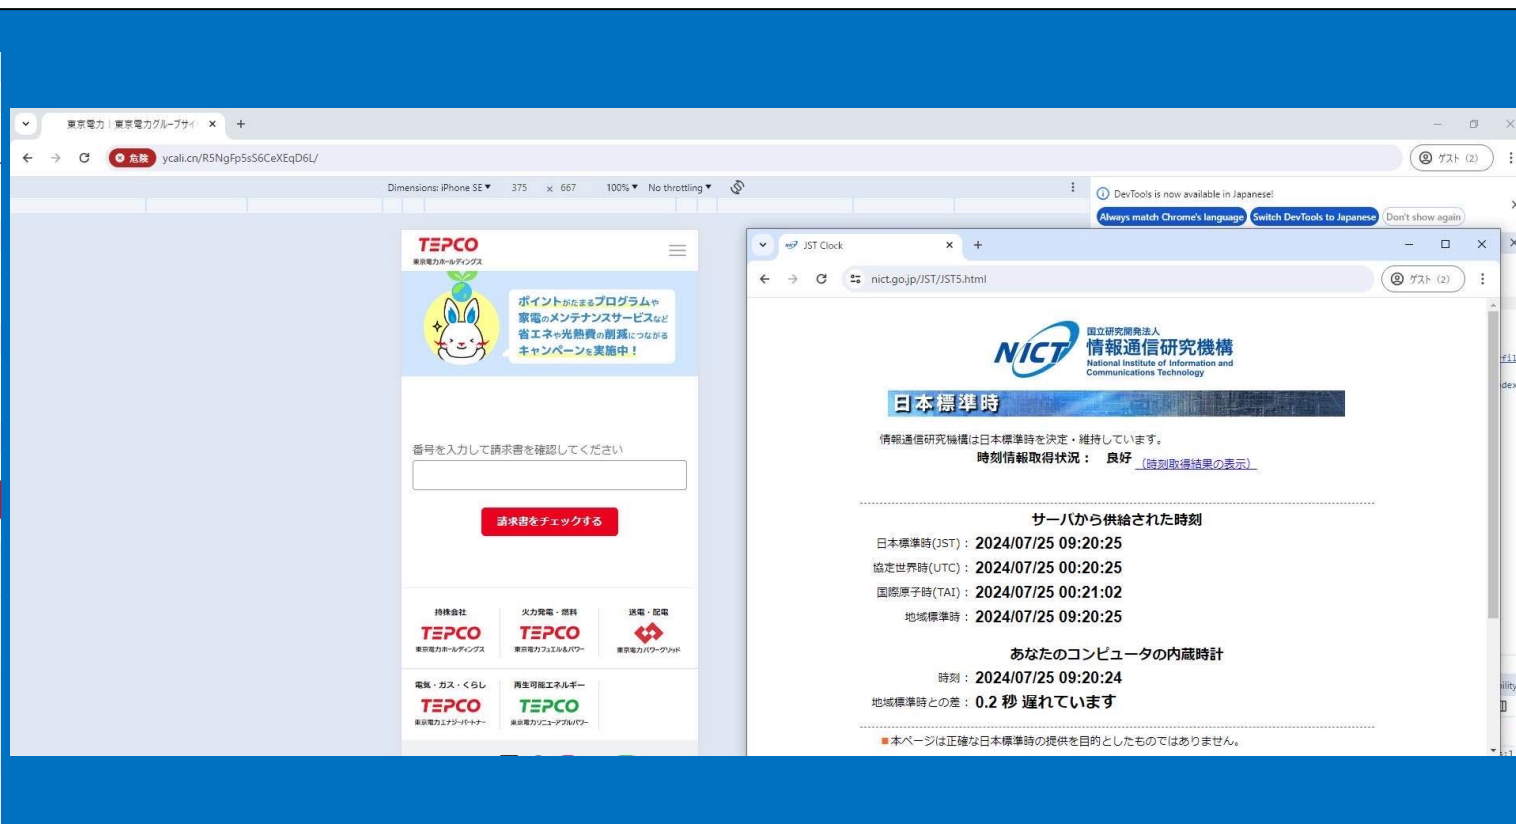 東京電力｜東京電力グループサイ
危険 ycali.cn/R5NgFp5sS6CeXEqD6L/
ゲスト (2)
Dimensions: iPhone SE 375 × 667 100% No throttling
DevTools is now available in Japanese!
Always match Chrome's language Switch DevTools to Japanese Don't show again
TEPCO
東京電力ホールディングス
ポイントがたまるプログラムや
家電のメンテナンスサービスなど
省エネや光熱費の削減につながる
キャンペーンを実施中！
番号を入力して請求書を確認してください
請求書をチェックする
持株会社 火力発電・燃料 送電・配電
TEPCO TEPCO
東京電力ホールディングス 東京電力フュエル&パワー 東京電力パワーグリッド
電気・ガス・くらし 再生可能エネルギー
TEPCO TEPCO
東京電力エナジーパートナー 東京電力リニューアブルパワー
JST Clock
nict.go.jp/JST/JST5.html
ゲスト (2)
NICT
国立研究開発法人
情報通信研究機構
National Institute of Information and
Communications Technology
日本標準時
情報通信研究機構は日本標準時を決定・維持しています。
時刻情報取得状況： 良好 （時刻取得結果の表示）
サーバから供給された時刻
日本標準時(JST)： 2024/07/25 09:20:25
協定世界時(UTC)： 2024/07/25 00:20:25
国際原子時(TAI)： 2024/07/25 00:21:02
地域標準時： 2024/07/25 09:20:25
あなたのコンピュータの内蔵時計
時刻： 2024/07/25 09:20:24
地域標準時との差： 0.2 秒 遅れています
■本ページは正確な日本標準時の提供を目的としたものではありません。